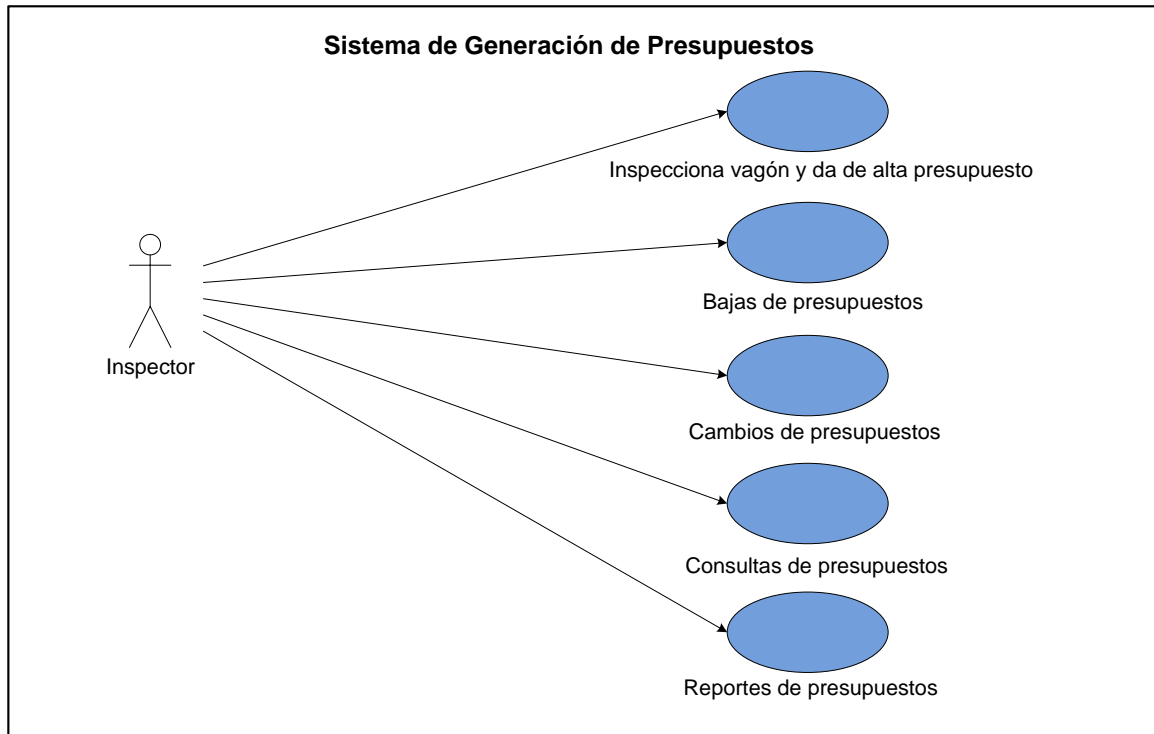 Sistema de Generación de Presupuestos
Inspecciona vagón y da de alta presupuesto
Bajas de presupuestos
Inspector
Cambios de presupuestos
Consultas de presupuestos
Reportes de presupuestos